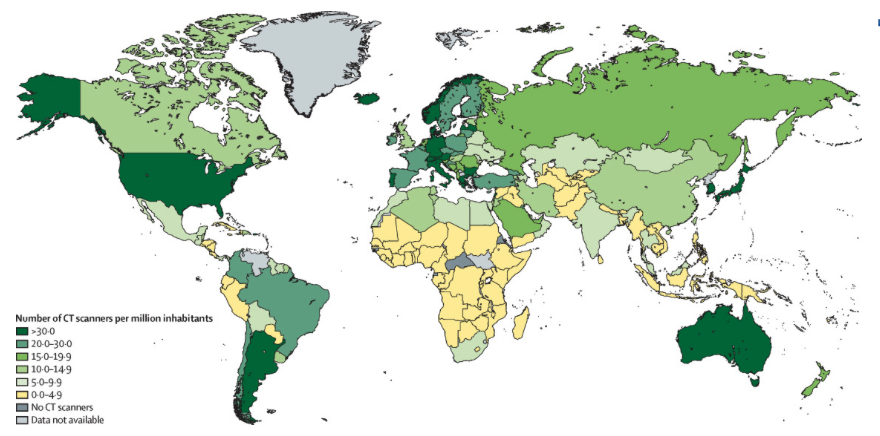 Number of CT scanners per million inhabitants
>30·0
20·0–30·0
15·0–19·9
10·0–14·9
5·0–9·9
0·0–4·9
No CT scanners
Data not available